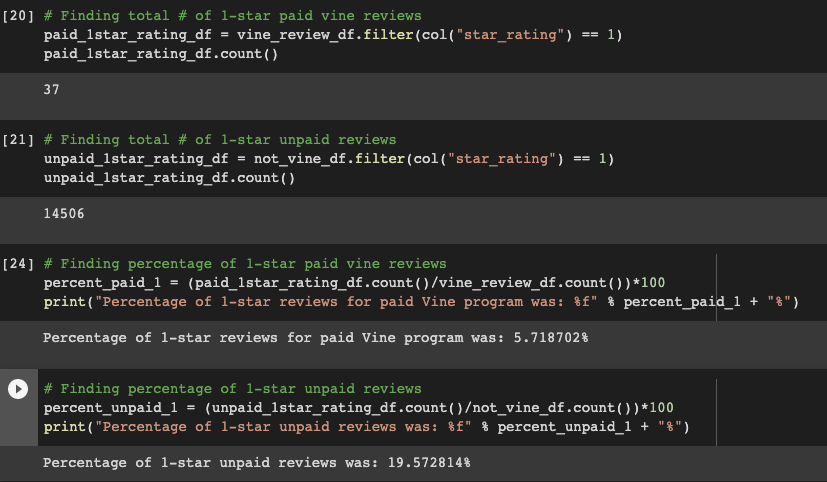 [20] # Finding total # of 1-star paid vine reviews
paid_1star_rating_df = vine_review_df.filter(col("star_rating") == 1)
paid_1star_rating_df.count()
37
[21] # Finding total # of 1-star unpaid reviews
unpaid_1star_rating_df = not_vine_df.filter(col("star_rating") == 1)
unpaid_1star_rating_df.count()
14506
[24] # Finding percentage of 1-star paid vine reviews
percent_paid_1 = (paid_1star_rating_df.count()/vine_review_df.count())*100
print("Percentage of 1-star reviews for paid Vine program was: %f" % percent_paid_1 + "%")
Percentage of 1-star reviews for paid Vine program was: 5.718702%
# Finding percentage of 1-star unpaid reviews
percent_unpaid_1 = (unpaid_1star_rating_df.count()/not_vine_df.count())*100
print("Percentage of 1-star unpaid reviews was: %f" % percent_unpaid_1 + "%")
Percentage of 1-star unpaid reviews was: 19.572814%